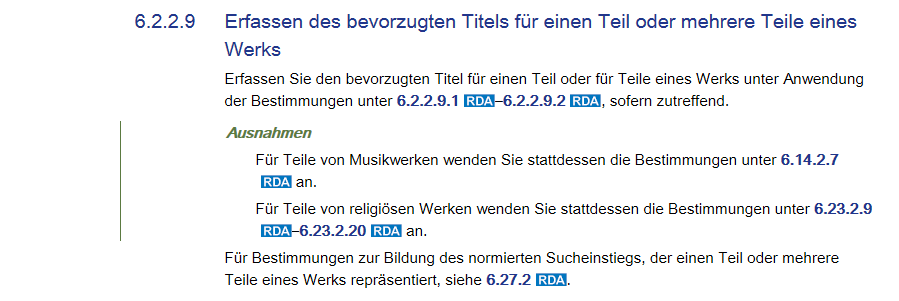 6.2.2.9 Erfassen des bevorzugten Titels für einen Teil oder mehrere Teile eines
Werks
Erfassen Sie den bevorzugten Titel für einen Teil oder für Teile eines Werks unter Anwendung
der Bestimmungen unter 6.2.2.9.1 RDA–6.2.2.9.2 RDA, sofern zutreffend.
Ausnahmen
Für Teile von Musikwerken wenden Sie stattdessen die Bestimmungen unter 6.14.2.7
RDA an.
Für Teile von religiösen Werken wenden Sie stattdessen die Bestimmungen unter 6.23.2.9
RDA–6.23.2.20 RDA an.
Für Bestimmungen zur Bildung des normierten Sucheinstiegs, der einen Teil oder mehrere
Teile eines Werks repräsentiert, siehe 6.27.2 RDA.